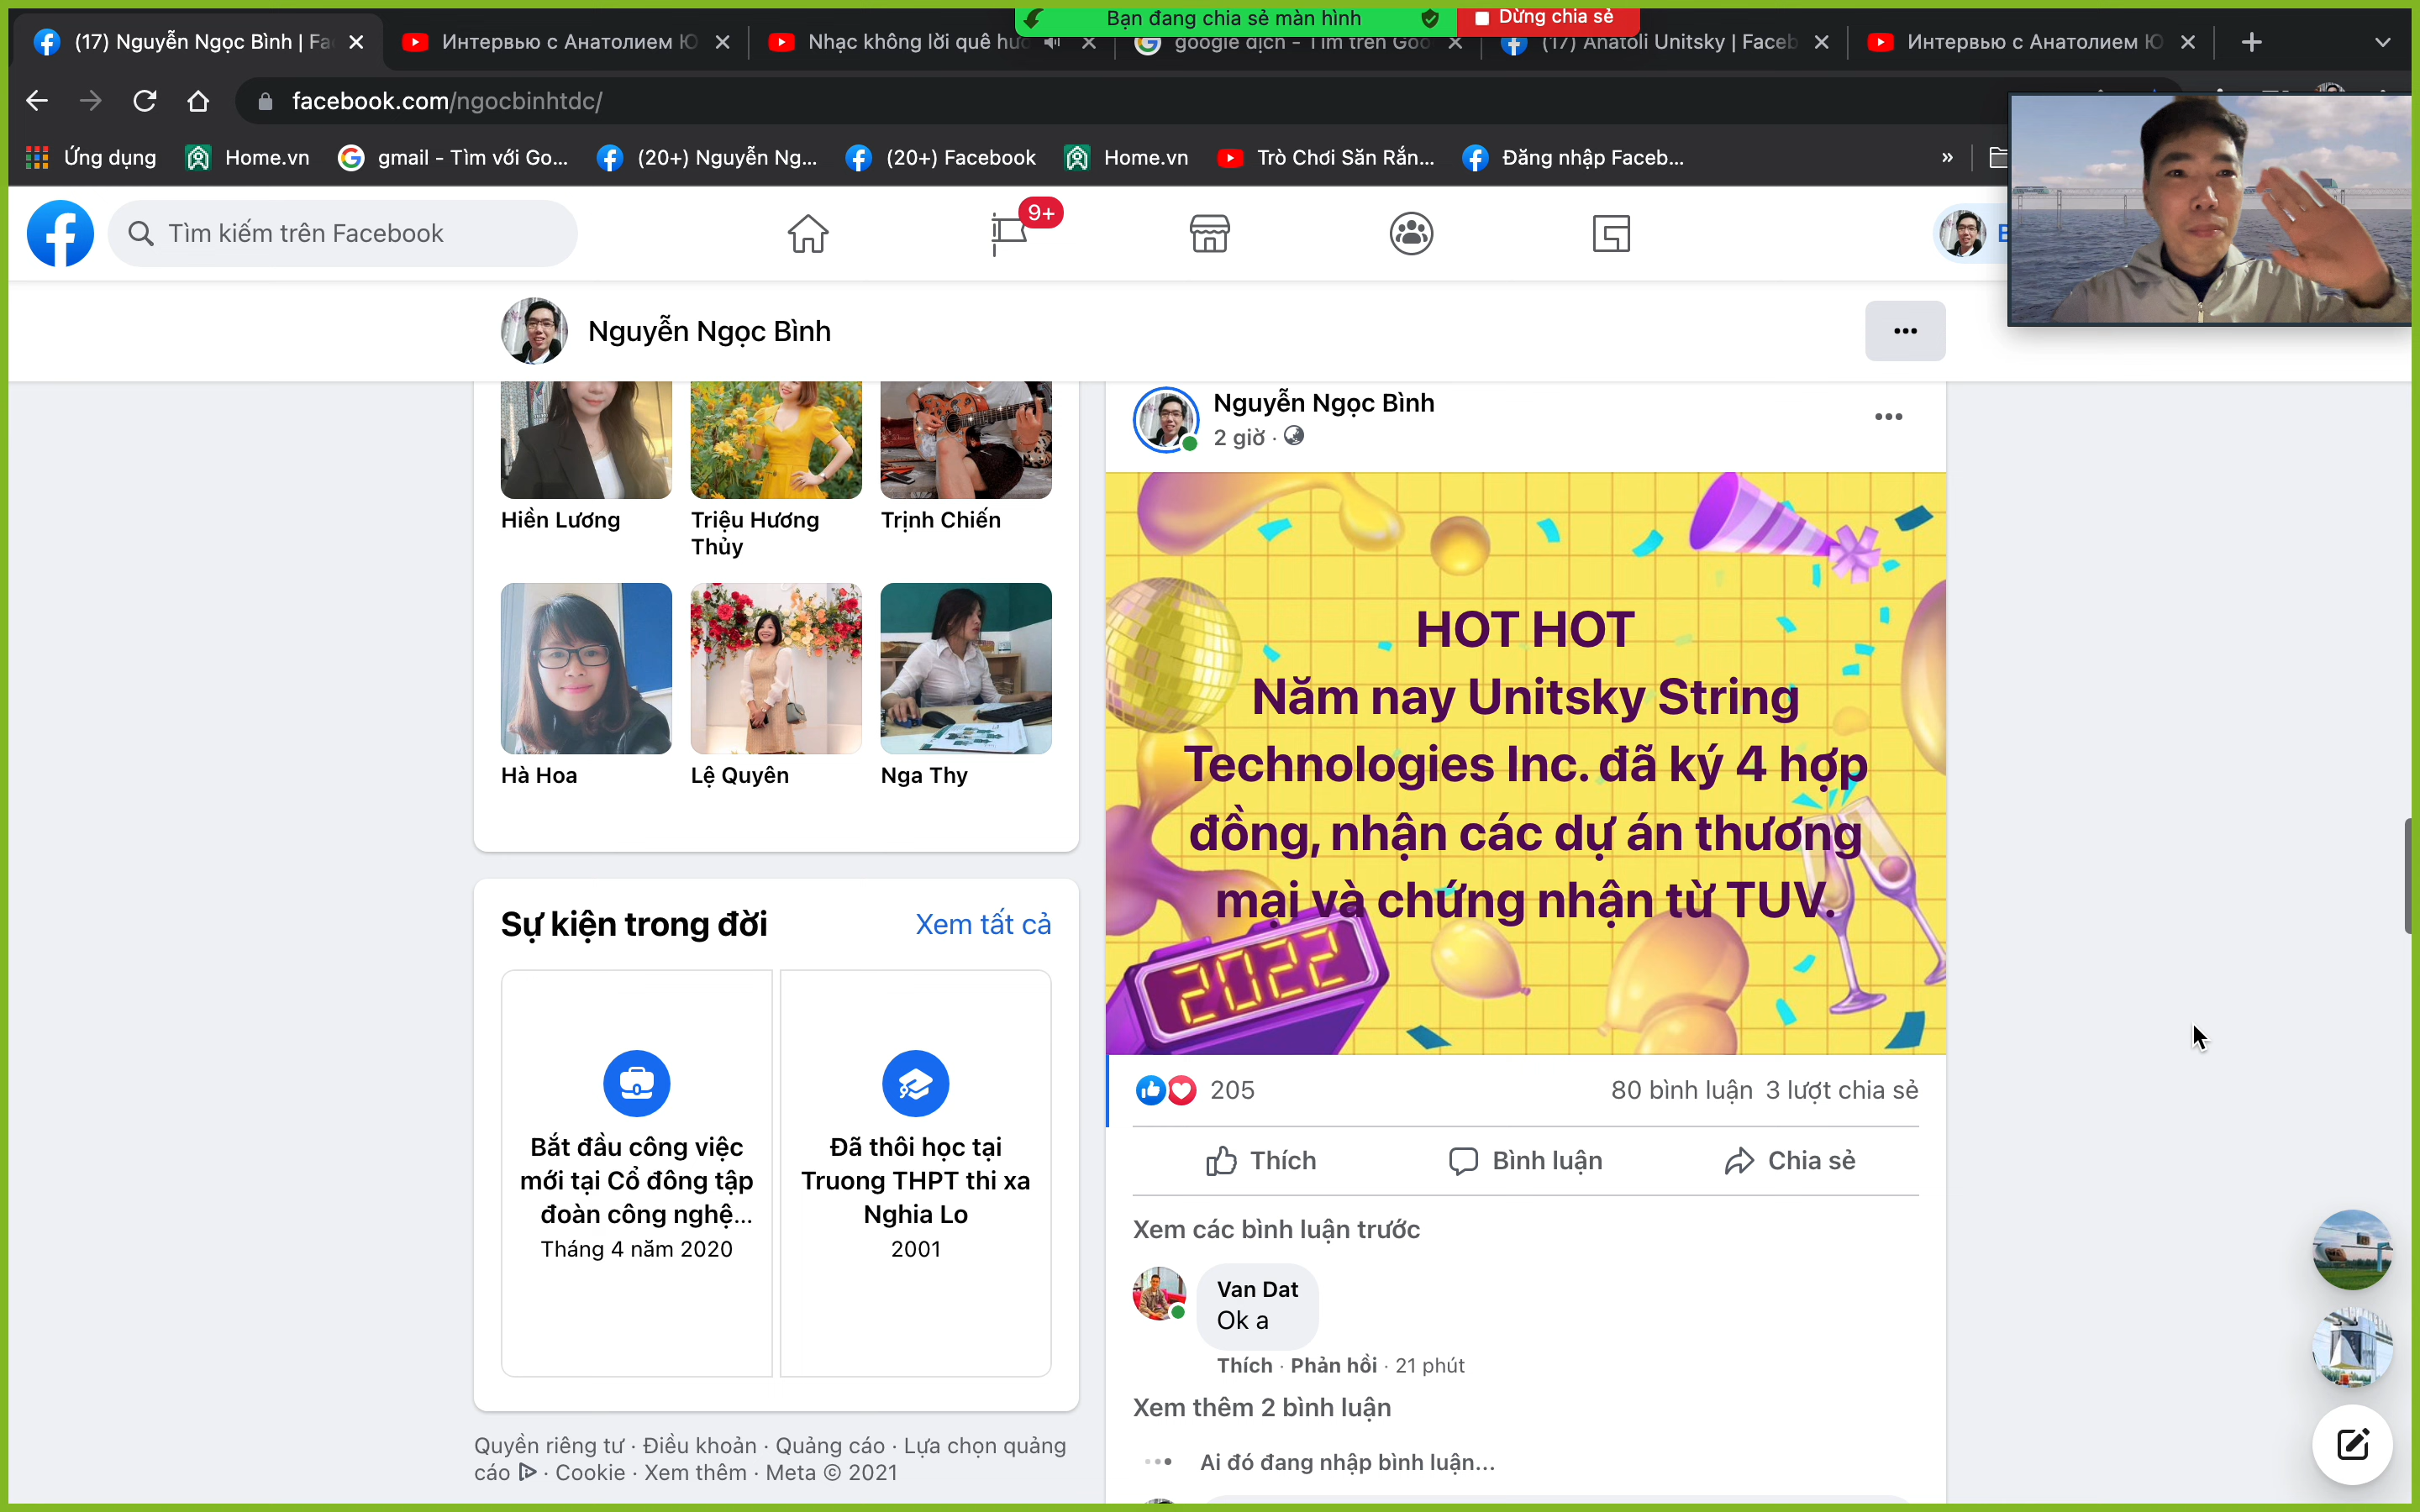 Bạn đang chia sẻ màn hình
Dừng chia sẻ
(17) Nguyễn Ngọc Bình | Fa
Интервью с Анатолием Ю
Nhạc không lời quê hươ
google dịch - Tìm trên Goo
(17) Anatoli Unitsky | Faceb
Интервью с Анатолием Ю
facebook.com/ngocbinhtdc/
Ứng dụng
Home.vn
gmail - Tìm với Go...
(20+) Nguyễn Ng...
(20+) Facebook
Home.vn
Trò Chơi Săn Rắn...
Đăng nhập Faceb...
»
Tìm kiếm trên Facebook
9+
Nguyễn Ngọc Bình
Hiền Lương
Triệu Hương
Thủy
Trịnh Chiến
Hà Hoa
Lệ Quyên
Nga Thy
Sự kiện trong đời
Xem tất cả
Bắt đầu công việc
mới tại Cổ đông tập
đoàn công nghệ...
Tháng 4 năm 2020
Đã thôi học tại
Truong THPT thi xa
Nghia Lo
2001
Quyền riêng tư · Điều khoản · Quảng cáo · Lựa chọn quảng
cáo · Cookie · Xem thêm · Meta © 2021
Nguyễn Ngọc Bình
2 giờ ·
HOT HOT
Năm nay Unitsky String
Technologies Inc. đã ký 4 hợp
đồng, nhận các dự án thương
mại và chứng nhận từ TUV.
2022
205
80 bình luận 3 lượt chia sẻ
Thích
Bình luận
Chia sẻ
Xem các bình luận trước
Van Dat
Ok a
Thích · Phản hồi · 21 phút
Xem thêm 2 bình luận
Ai đó đang nhập bình luận...